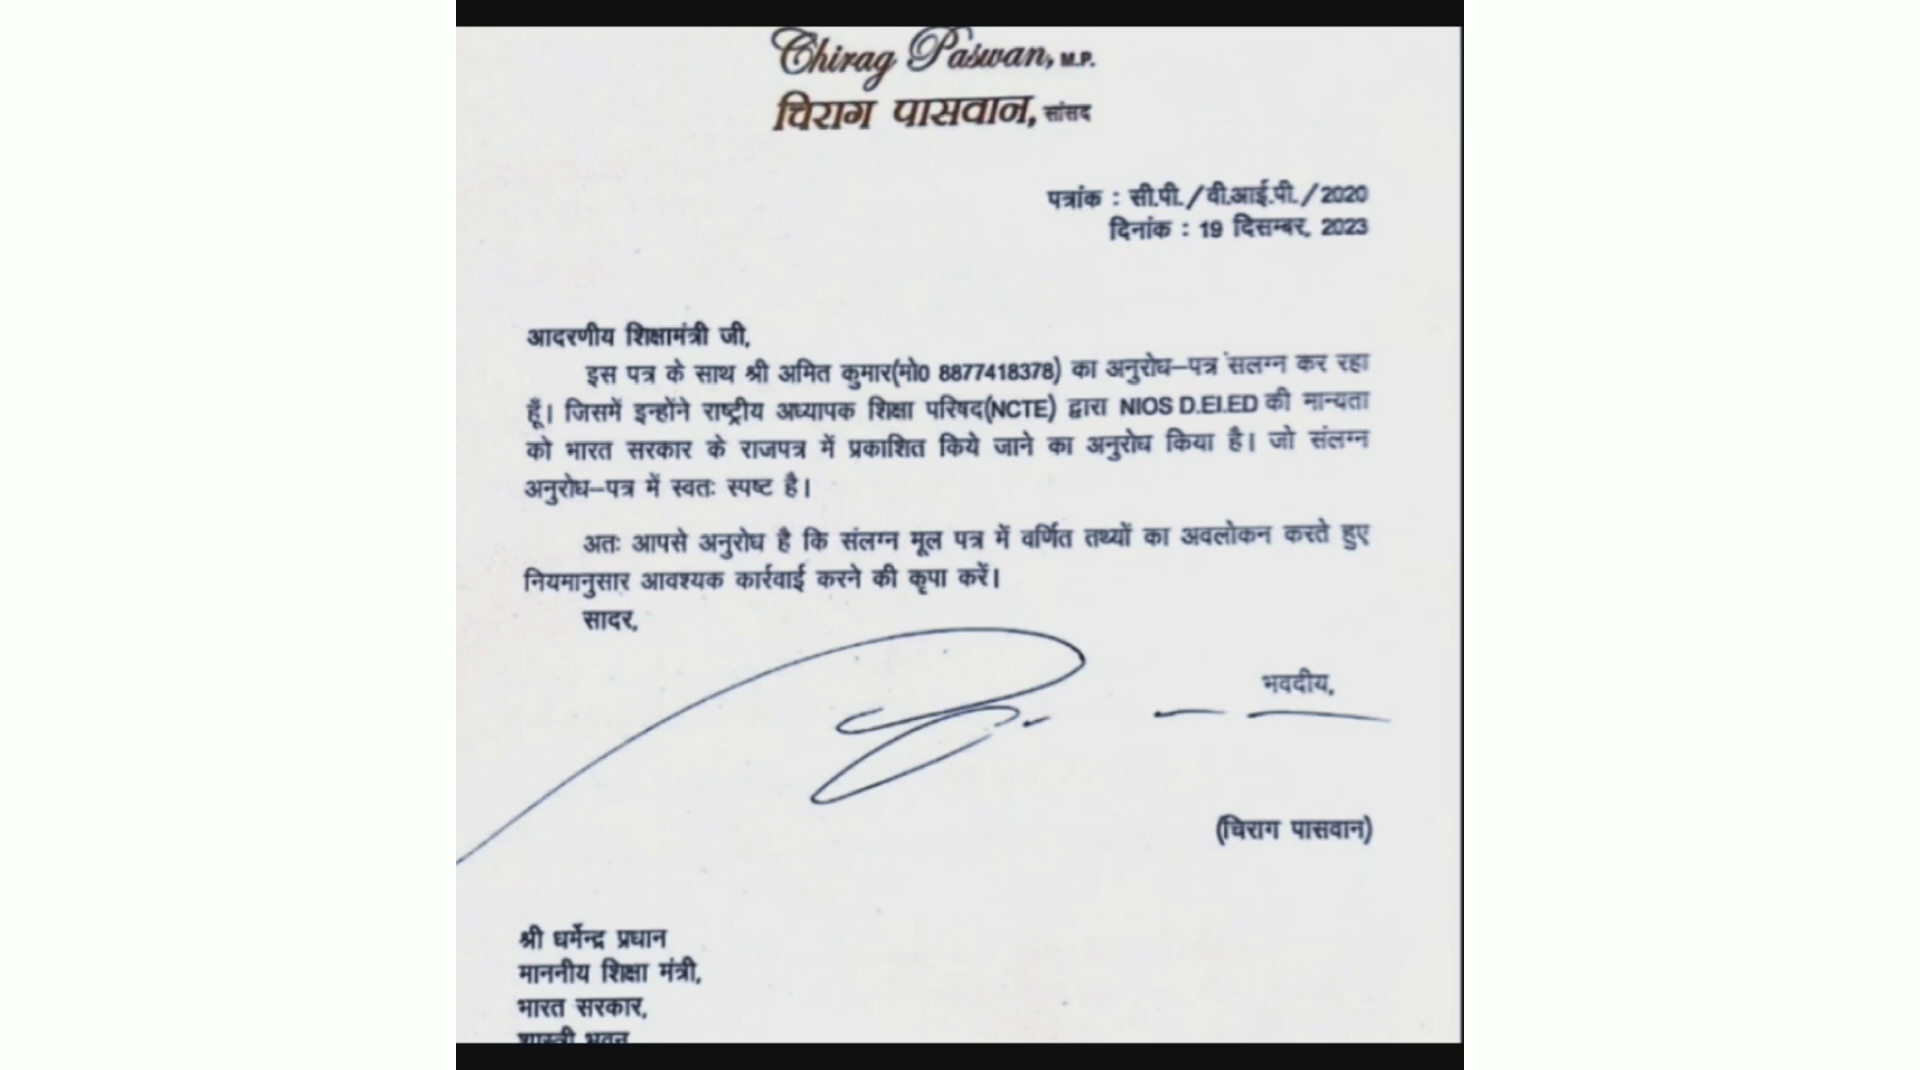 Chirag Paswan, M.P.
चिराग पासवान, सांसद
पत्रांक : सी.पी./वी.आई.पी./2020
दिनांक : 19 दिसम्बर, 2023
आदरणीय शिक्षामंत्री जी,
इस पत्र के साथ श्री अमित कुमार(मो0 8877418378) का अनुरोध–पत्र संलग्न कर रहा
हूँ। जिसमें इन्होंने राष्ट्रीय अध्यापक शिक्षा परिषद(NCTE) द्वारा NIOS D.El.ED की मान्यता
को भारत सरकार के राजपत्र में प्रकाशित किये जाने का अनुरोध किया है। जो संलग्न
अनुरोध–पत्र में स्वतः स्पष्ट है।
अतः आपसे अनुरोध है कि संलग्न मूल पत्र में वर्णित तथ्यों का अवलोकन करते हुए
नियमानुसार आवश्यक कार्रवाई करने की कृपा करें।
सादर,
भवदीय,
(चिराग पासवान)
श्री धर्मेन्द्र प्रधान
माननीय शिक्षा मंत्री,
भारत सरकार,
शास्त्री भवन